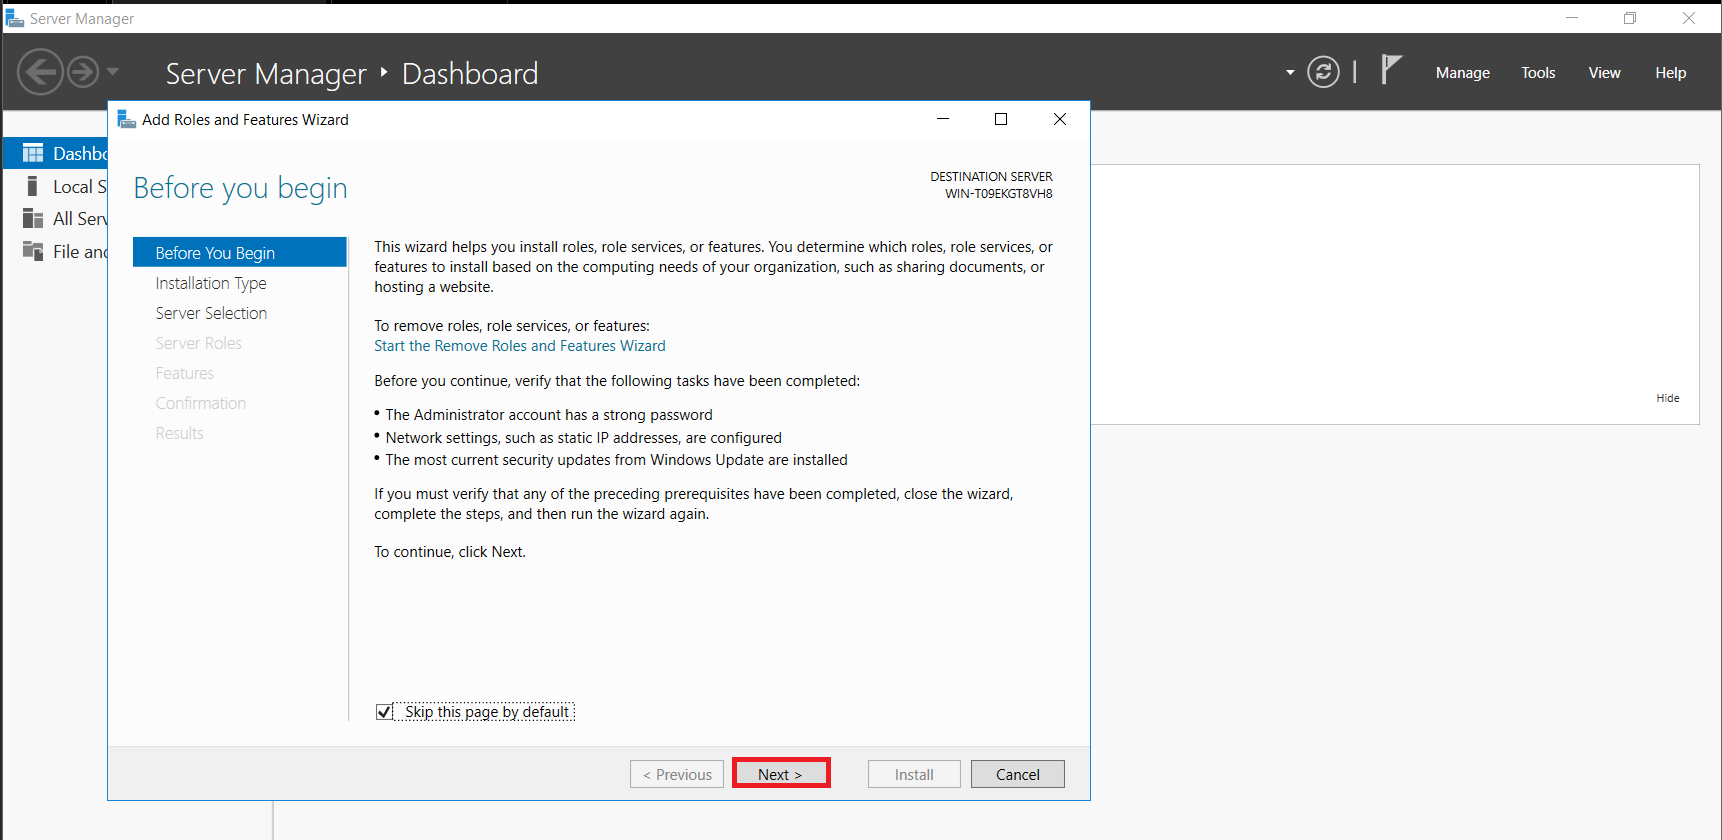 Server Manager
Server Manager Dashboard
Manage Tools View Help
Add Roles and Features Wizard
Dashbo
Local S
All Serv
File and
Before you begin
DESTINATION SERVER
WIN-T09EKGT8VH8
Before You Begin
Installation Type
Server Selection
Server Roles
Features
Confirmation
Results
This wizard helps you install roles, role services, or features. You determine which roles, role services, or
features to install based on the computing needs of your organization, such as sharing documents, or
hosting a website.
To remove roles, role services, or features:
Start the Remove Roles and Features Wizard
Before you continue, verify that the following tasks have been completed:
• The Administrator account has a strong password
• Network settings, such as static IP addresses, are configured
• The most current security updates from Windows Update are installed
If you must verify that any of the preceding prerequisites have been completed, close the wizard,
complete the steps, and then run the wizard again.
To continue, click Next.
Skip this page by default
< Previous Next > Install Cancel
Hide